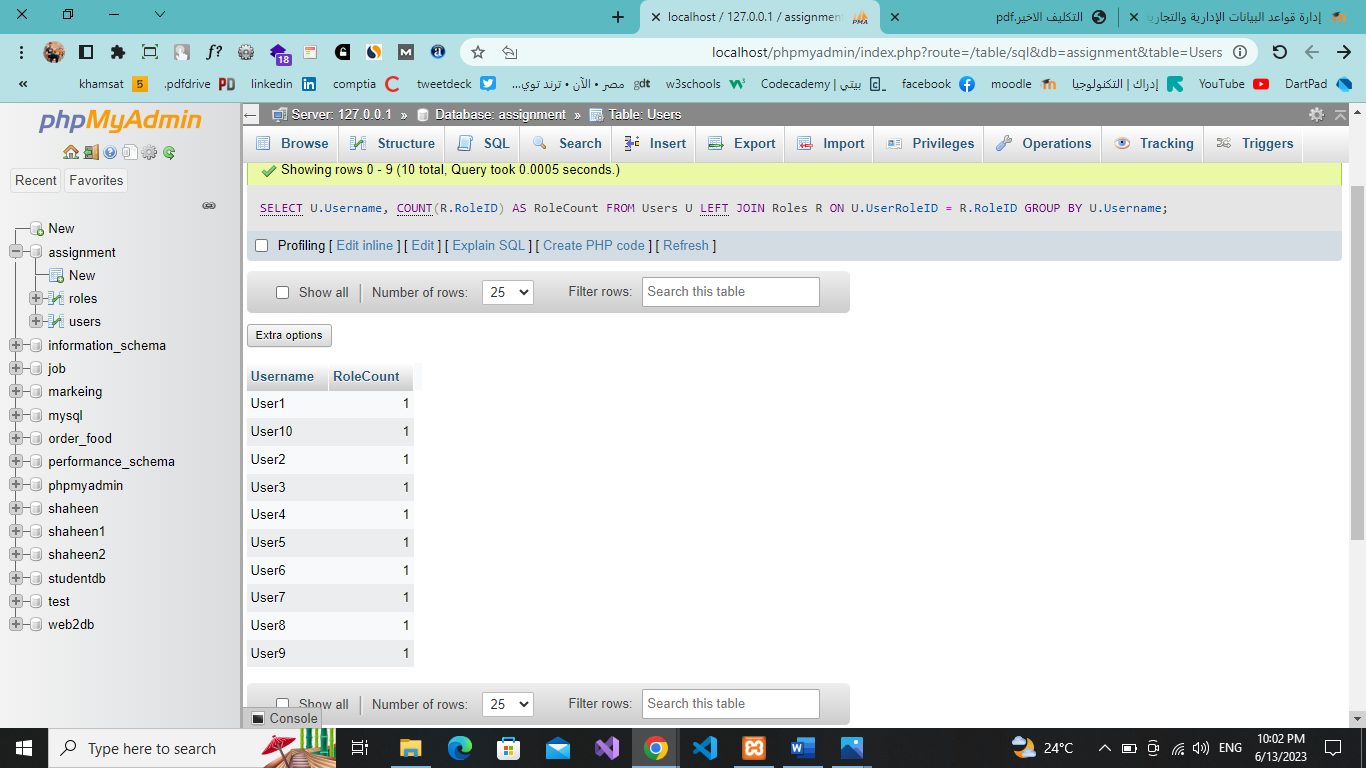 localhost / 127.0.0.1 / assignment
التكليف الاخير.pdf
إدارة قواعد البيانات الإدارية والتجاريا
localhost/phpmyadmin/index.php?route=/table/sql&db=assignment&table=Users
f?
18
M
a
« khamsat 5 .pdfdrive PD linkedin in comptia C tweetdeck مصر • الآن • ترند توي... gdt w3schools Codecademy | بيتي facebook moodle إدراك | التكنولوجيا YouTube DartPad
phpMyAdmin
Server: 127.0.0.1 » Database: assignment » Table: Users
Browse Structure SQL Search Insert Export Import Privileges Operations Tracking Triggers
Recent Favorites
New
assignment
New
roles
users
information_schema
job
markeing
mysql
order_food
performance_schema
phpmyadmin
shaheen
shaheen1
shaheen2
studentdb
test
web2db
Showing rows 0 - 9 (10 total, Query took 0.0005 seconds.)
SELECT U.Username, COUNT(R.RoleID) AS RoleCount FROM Users U LEFT JOIN Roles R ON U.UserRoleID = R.RoleID GROUP BY U.Username;
Profiling [ Edit inline ] [ Edit ] [ Explain SQL ] [ Create PHP code ] [ Refresh ]
Show all Number of rows: 25 Filter rows: Search this table
Extra options
Username RoleCount
User1 1
User10 1
User2 1
User3 1
User4 1
User5 1
User6 1
User7 1
User8 1
User9 1
Show all Number of rows: 25 Filter rows: Search this table
Console
Type here to search
24°C
ENG
10:02 PM
6/13/2023